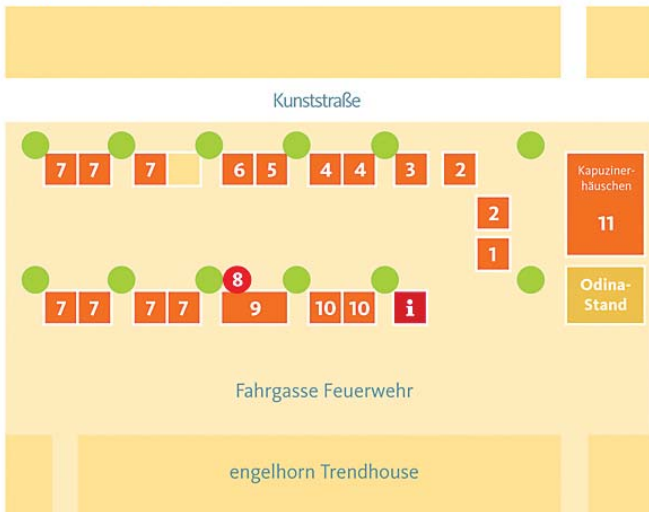 Kunststraße
7 7 7 6 5 4 4 3 2
Kapuziner-
häuschen
11
2
1
8
Odina-
Stand
7 7 7 7 9 10 10 i
Fahrgasse Feuerwehr
engelhorn Trendhouse